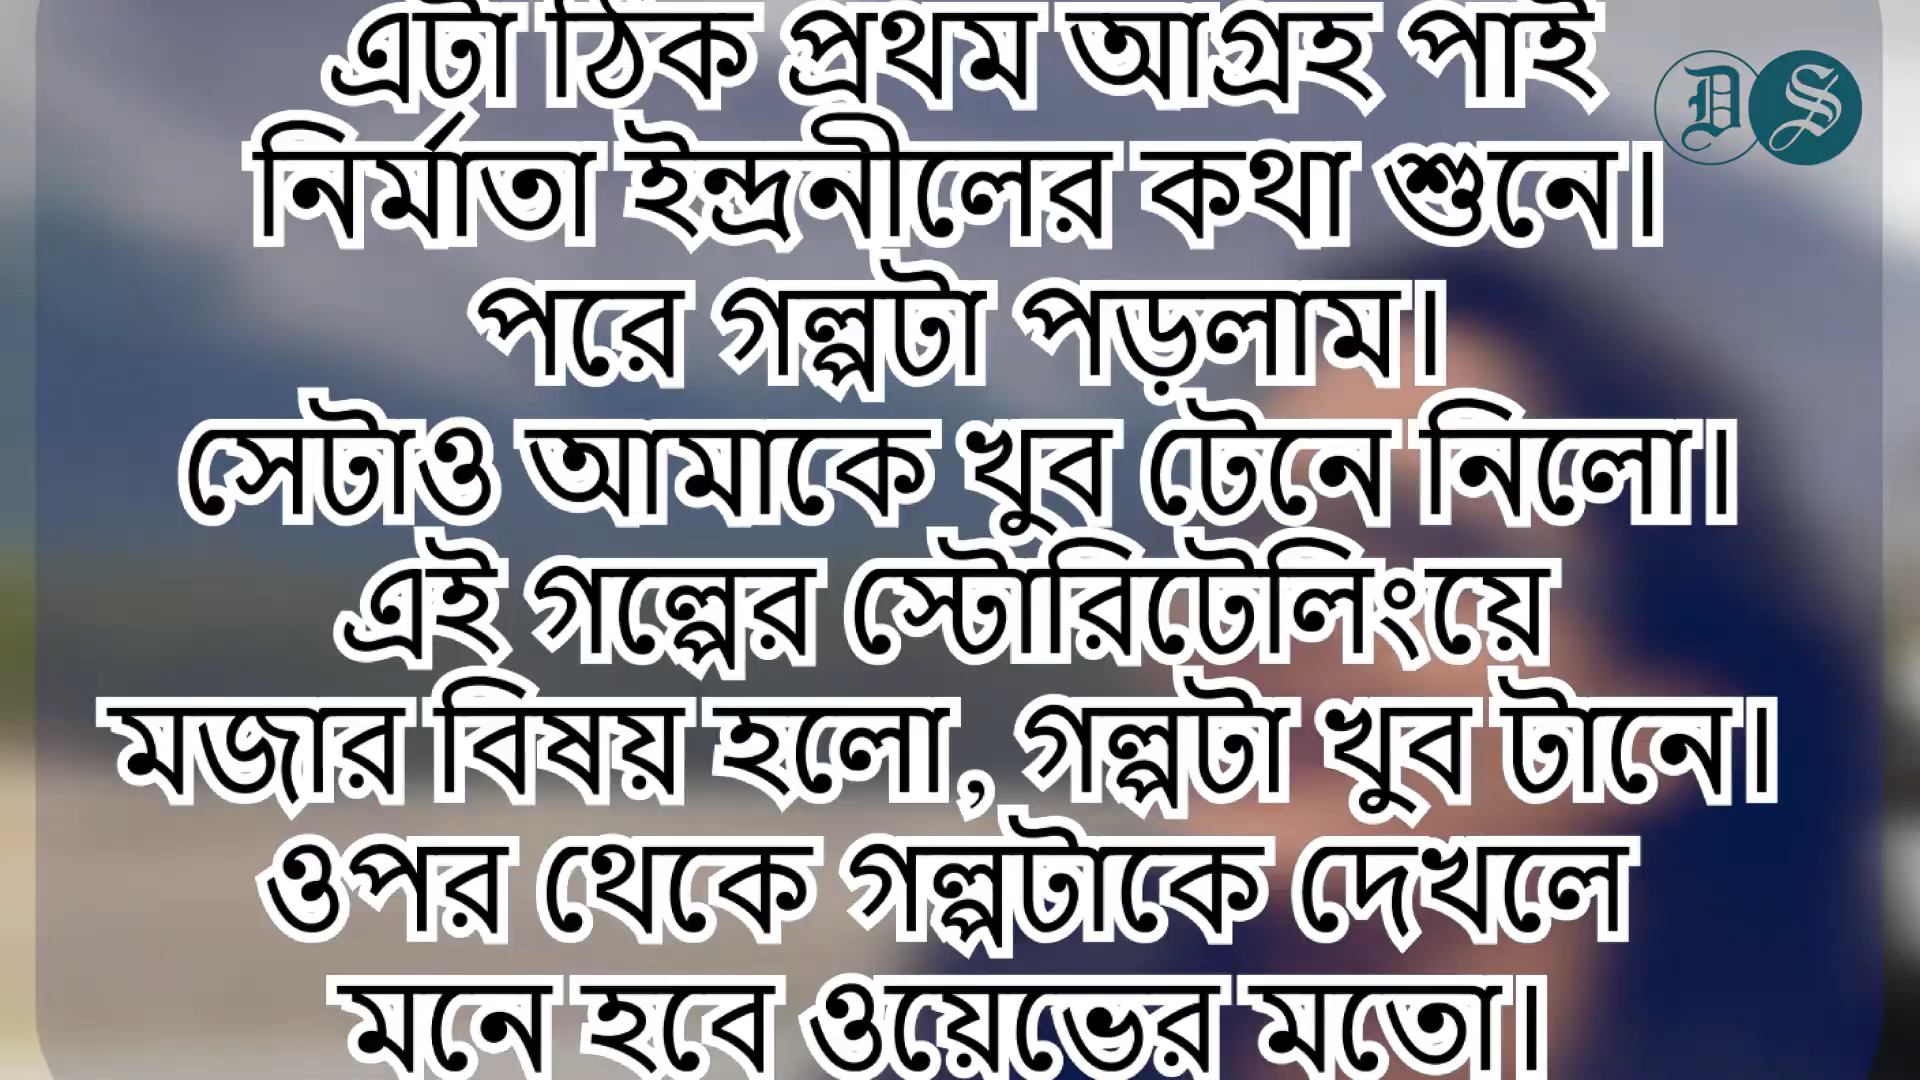 এটা ঠিক প্রথম আগ্রহ পাই
নির্মাতা ইন্দ্রনীলের কথা শুনে।
পরে গল্পটা পড়লাম।
সেটাও আমাকে খুব টেনে নিলো।
এই গল্পের স্টোরিটেলিংয়ে
মজার বিষয় হলো, গল্পটা খুব টানে।
ওপর থেকে গল্পটাকে দেখলে
মনে হবে ওয়েভের মতো।
DS